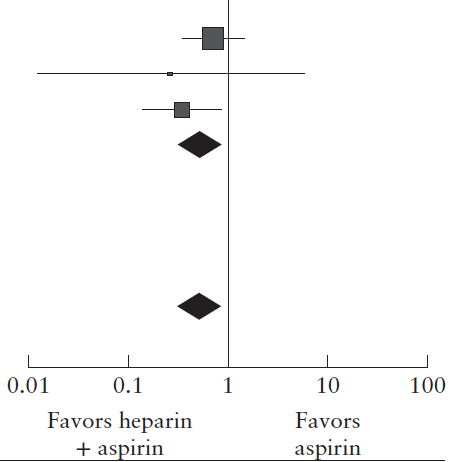 0.01 0.1 1 10 100
Favors heparin Favors
+ aspirin aspirin